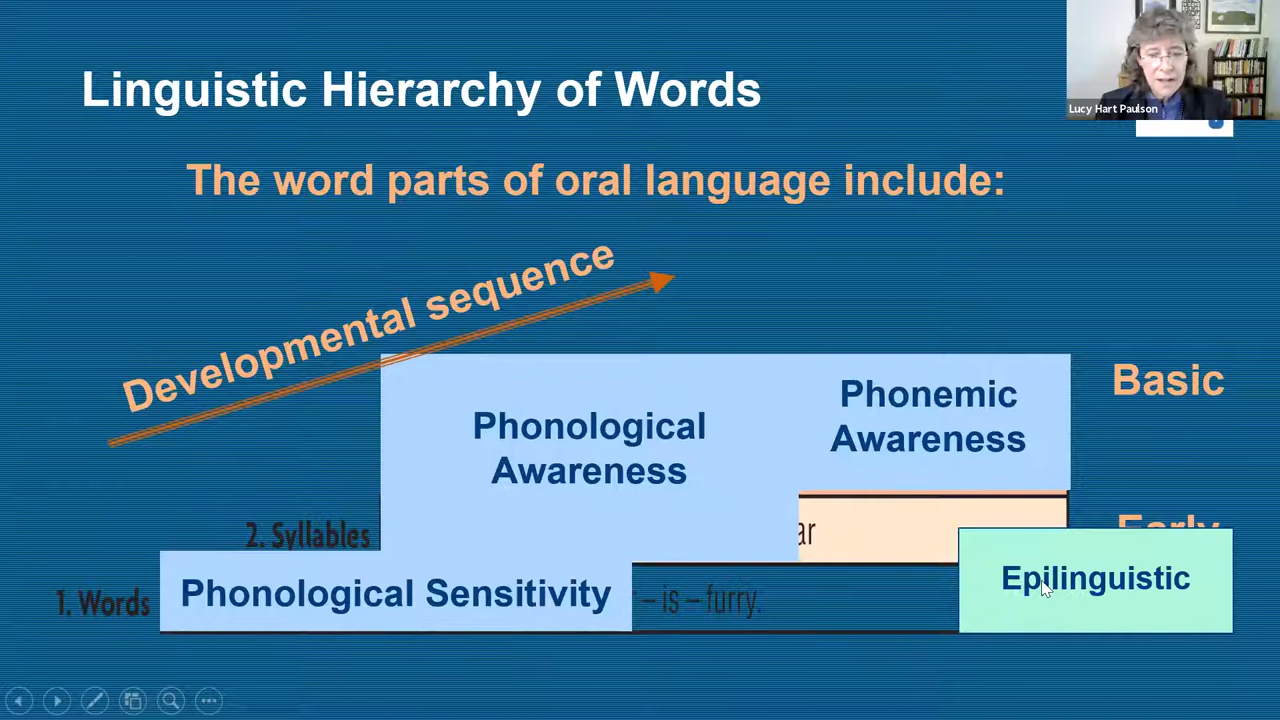 Lucy Hart Paulson
Linguistic Hierarchy of Words
The word parts of oral language include:
Developmental sequence
Basic
Phonological
Awareness
Phonemic
Awareness
2. Syllables
ar
Early
1. Words
Phonological Sensitivity
– is – furry.
Epilinguistic